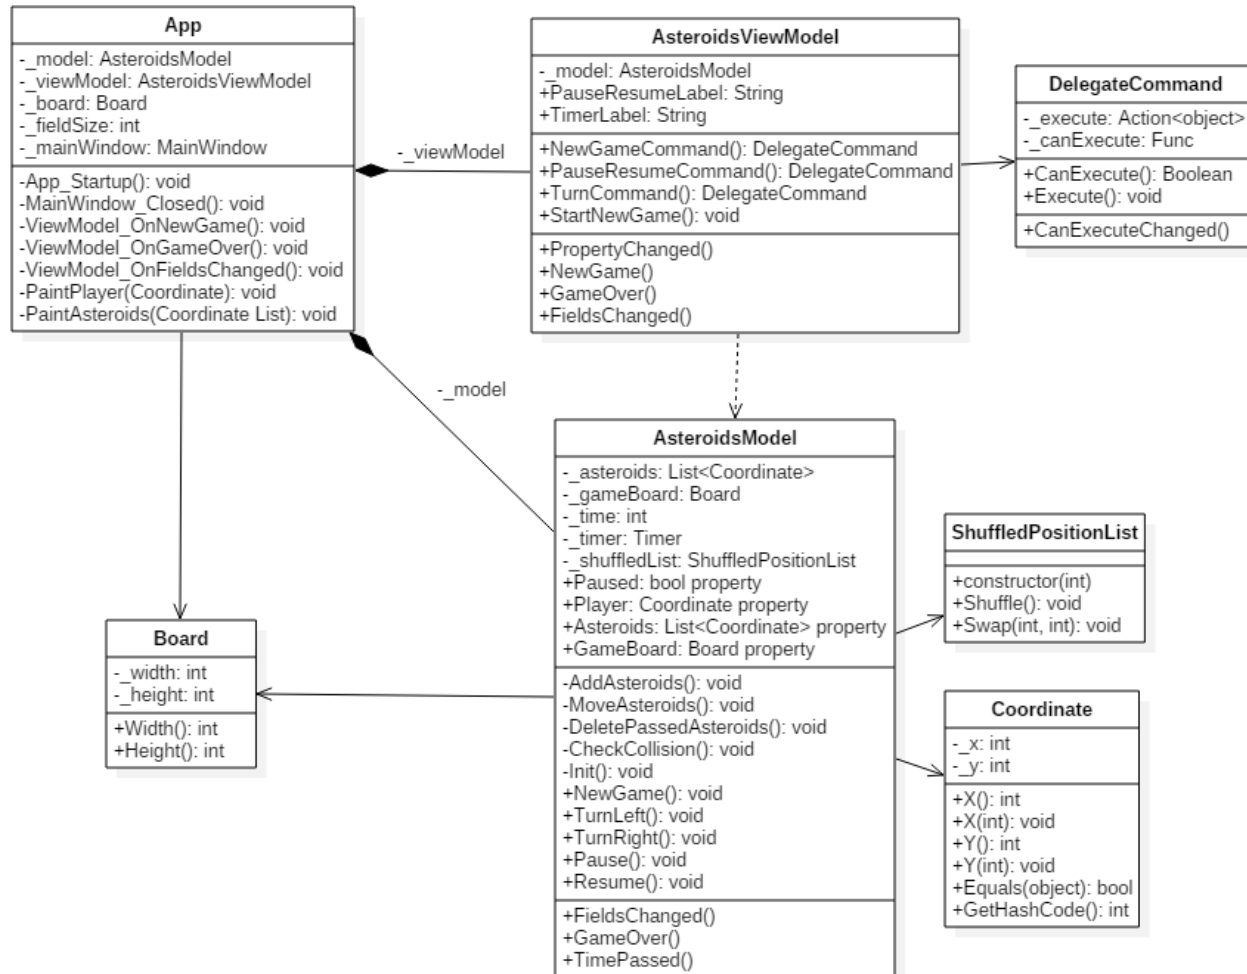 App
-_model: AsteroidsModel
-_viewModel: AsteroidsViewModel
-_board: Board
-_fieldSize: int
-_mainWindow: MainWindow
-App_Startup(): void
-MainWindow_Closed(): void
-ViewModel_OnNewGame(): void
-ViewModel_OnGameOver(): void
-ViewModel_OnFieldsChanged(): void
-PaintPlayer(Coordinate): void
-PaintAsteroids(Coordinate List): void
-_viewModel
AsteroidsViewModel
-_model: AsteroidsModel
+PauseResumeLabel: String
+TimerLabel: String
+NewGameCommand(): DelegateCommand
+PauseResumeCommand(): DelegateCommand
+TurnCommand(): DelegateCommand
+StartNewGame(): void
+PropertyChanged()
+NewGame()
+GameOver()
+FieldsChanged()
DelegateCommand
-_execute: Action<object>
-_canExecute: Func
+CanExecute(): Boolean
+Execute(): void
+CanExecuteChanged()
-_model
Board
-_width: int
-_height: int
+Width(): int
+Height(): int
AsteroidsModel
-_asteroids: List<Coordinate>
-_gameBoard: Board
-_time: int
-_timer: Timer
-_shuffledList: ShuffledPositionList
+Paused: bool property
+Player: Coordinate property
+Asteroids: List<Coordinate> property
+GameBoard: Board property
-AddAsteroids(): void
-MoveAsteroids(): void
-DeletePassedAsteroids(): void
-CheckCollision(): void
-Init(): void
+NewGame(): void
+TurnLeft(): void
+TurnRight(): void
+Pause(): void
+Resume(): void
+FieldsChanged()
+GameOver()
+TimePassed()
ShuffledPositionList
+constructor(int)
+Shuffle(): void
+Swap(int, int): void
Coordinate
-_x: int
-_y: int
+X(): int
+X(int): void
+Y(): int
+Y(int): void
+Equals(object): bool
+GetHashCode(): int